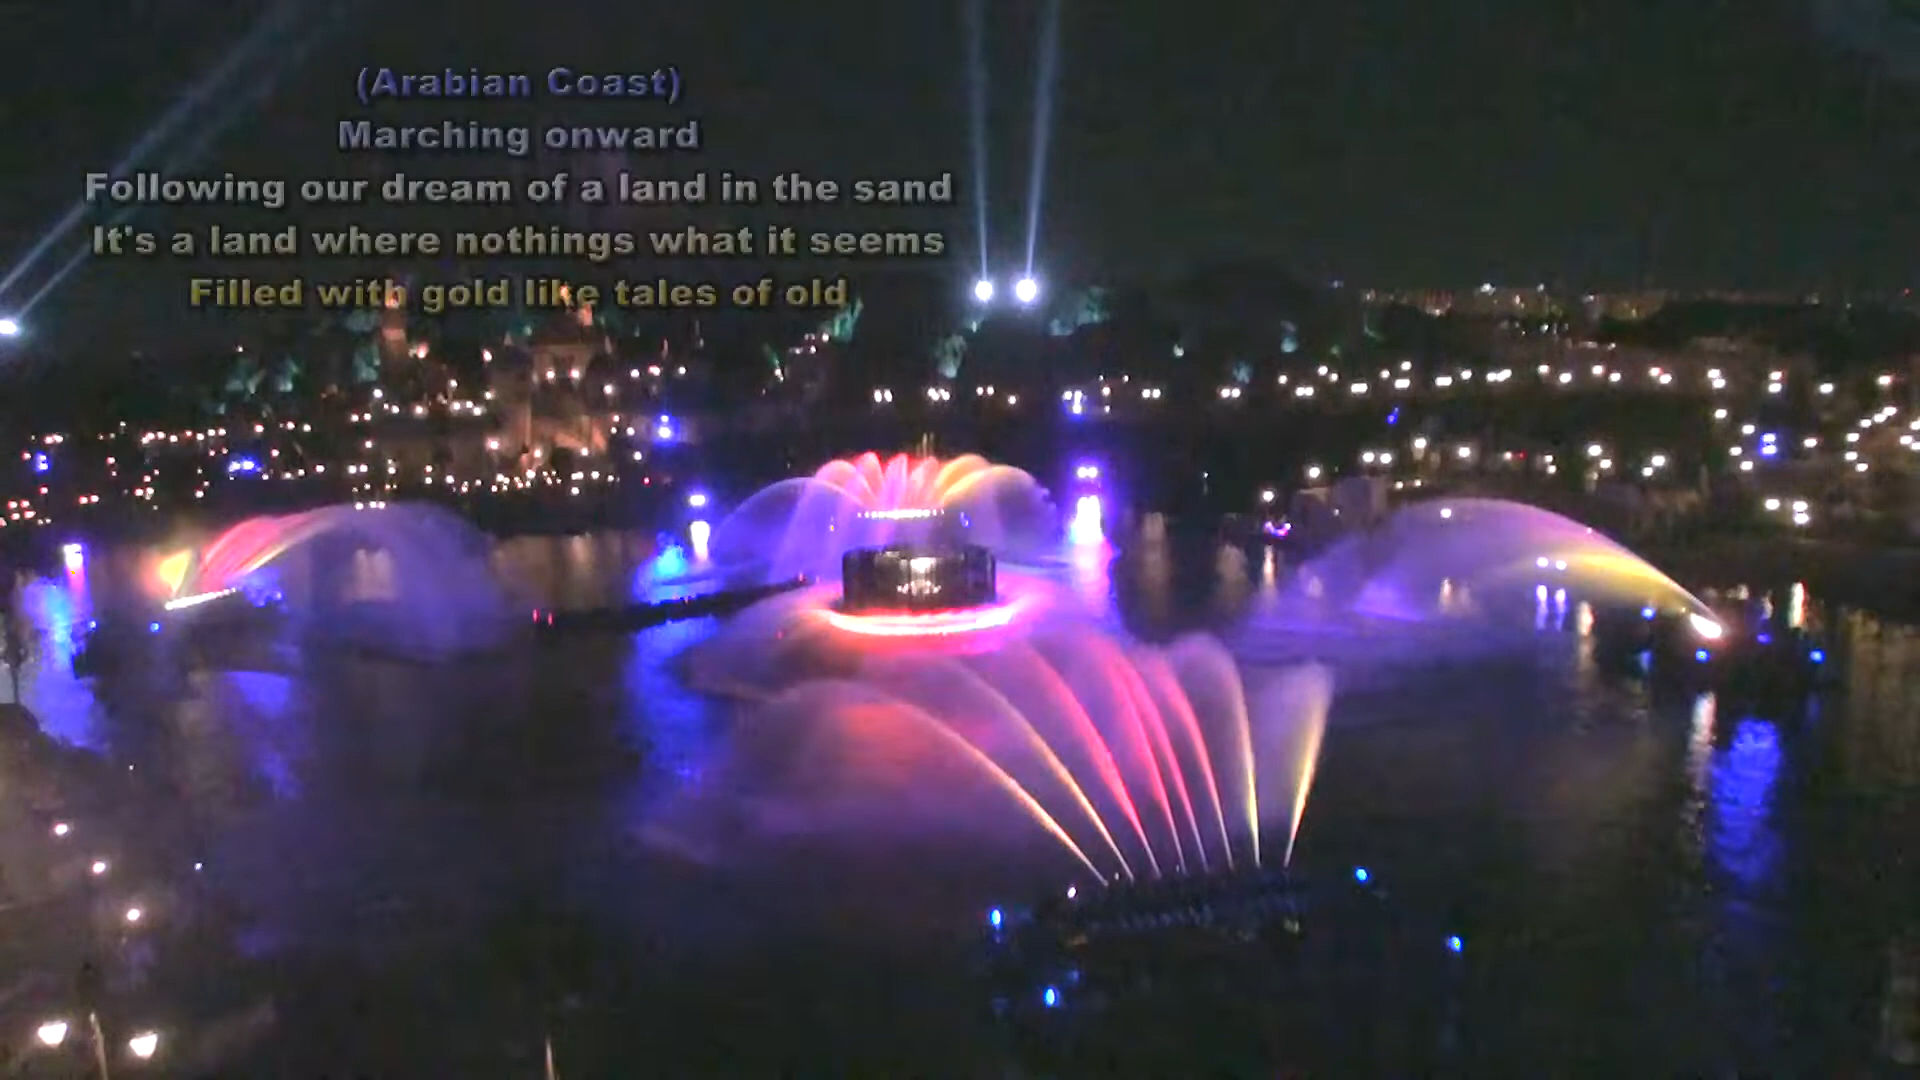 (Arabian Coast)
Marching onward
Following our dream of a land in the sand
It's a land where nothings what it seems
Filled with gold like tales of old